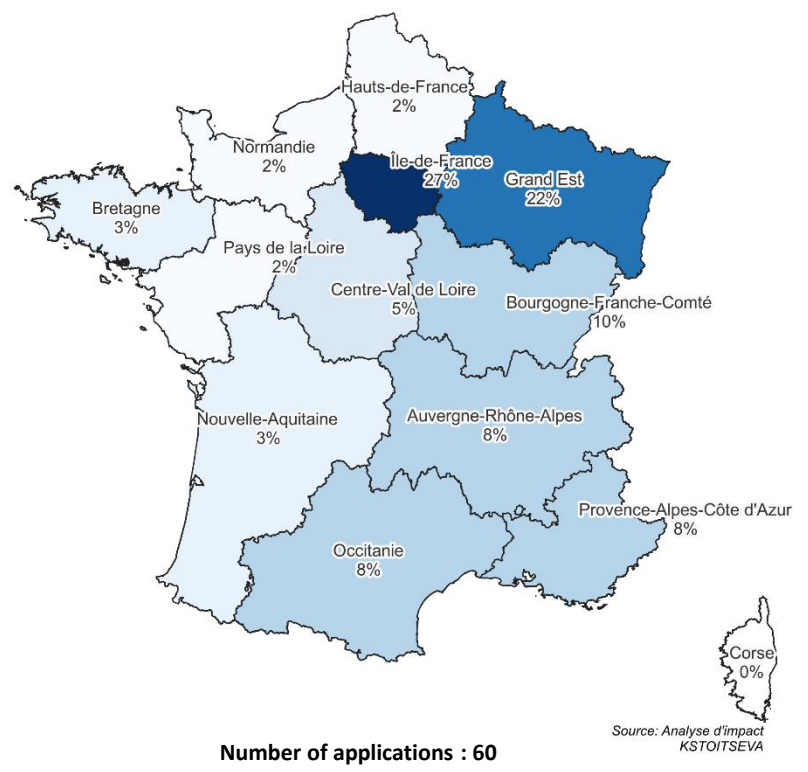 Hauts-de-France
2%
Normandie
2%
Île-de-France
27%
Grand Est
22%
Bretagne
3%
Pays de la Loire
2%
Centre-Val de Loire
5%
Bourgogne-Franche-Comté
10%
Nouvelle-Aquitaine
3%
Auvergne-Rhône-Alpes
8%
Provence-Alpes-Côte d'Azur
8%
Occitanie
8%
Corse
0%
Source: Analyse d'impact
KSTOITSEVA
Number of applications : 60